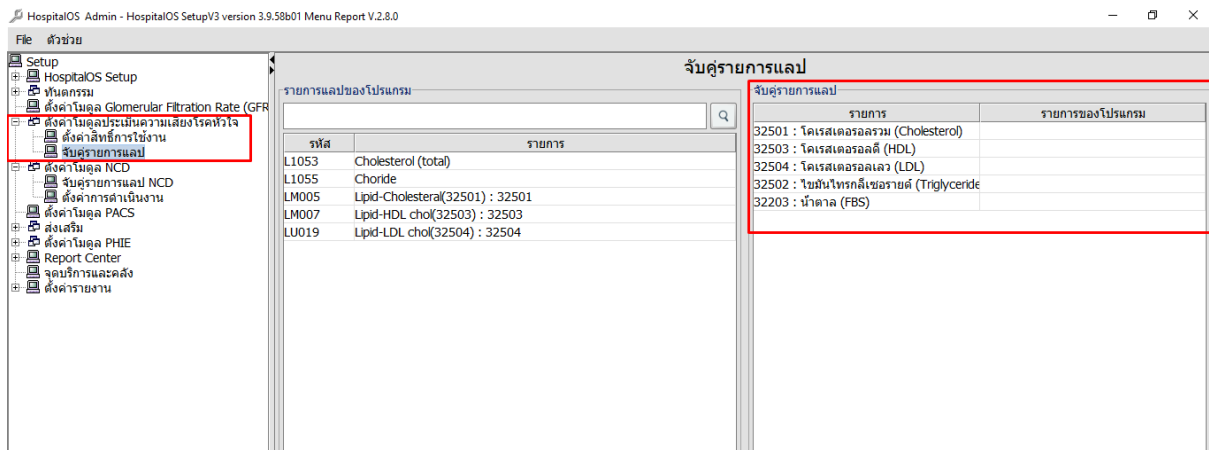 HospitalOS Admin - HospitalOS SetupV3 version 3.9.58b01 Menu Report V.2.8.0
File ตัวช่วย
Setup
HospitalOS Setup
ทันตกรรม
ตั้งค่าโมดูล Glomerular Filtration Rate (GFR
ตั้งค่าโมดูลประเมินความเสี่ยงโรคหัวใจ
ตั้งค่าสิทธิ์การใช้งาน
จับคู่รายการแลป
ตั้งค่าโมดูล NCD
จับคู่รายการแลป NCD
ตั้งค่าการดำเนินงาน
ตั้งค่าโมดูล PACS
ส่งเสริม
ตั้งค่าโมดูล PHIE
Report Center
จุดบริการและคลัง
ตั้งค่ารายงาน
จับคู่รายการแลป
รายการแลปของโปรแกรม
รหัส รายการ
L1053 Cholesterol (total)
L1055 Choride
LM005 Lipid-Cholesteral(32501) : 32501
LM007 Lipid-HDL chol(32503) : 32503
LU019 Lipid-LDL chol(32504) : 32504
จับคู่รายการแลป
รายการ รายการของโปรแกรม
32501 : โคเรสเตอรอลรวม (Cholesterol)
32503 : โคเรสเตอรอลดี (HDL)
32504 : โคเรสเตอรอลเลว (LDL)
32502 : ไขมันไทรกลีเซอรายด์ (Triglyceride
32203 : น้ำตาล (FBS)